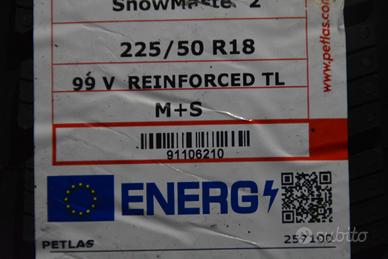 SnowMaster 2
225/50 R18
99 V REINFORCED TL
M+S
91106210
ENERG
PETLAS
257100
www.petlas.com
subito